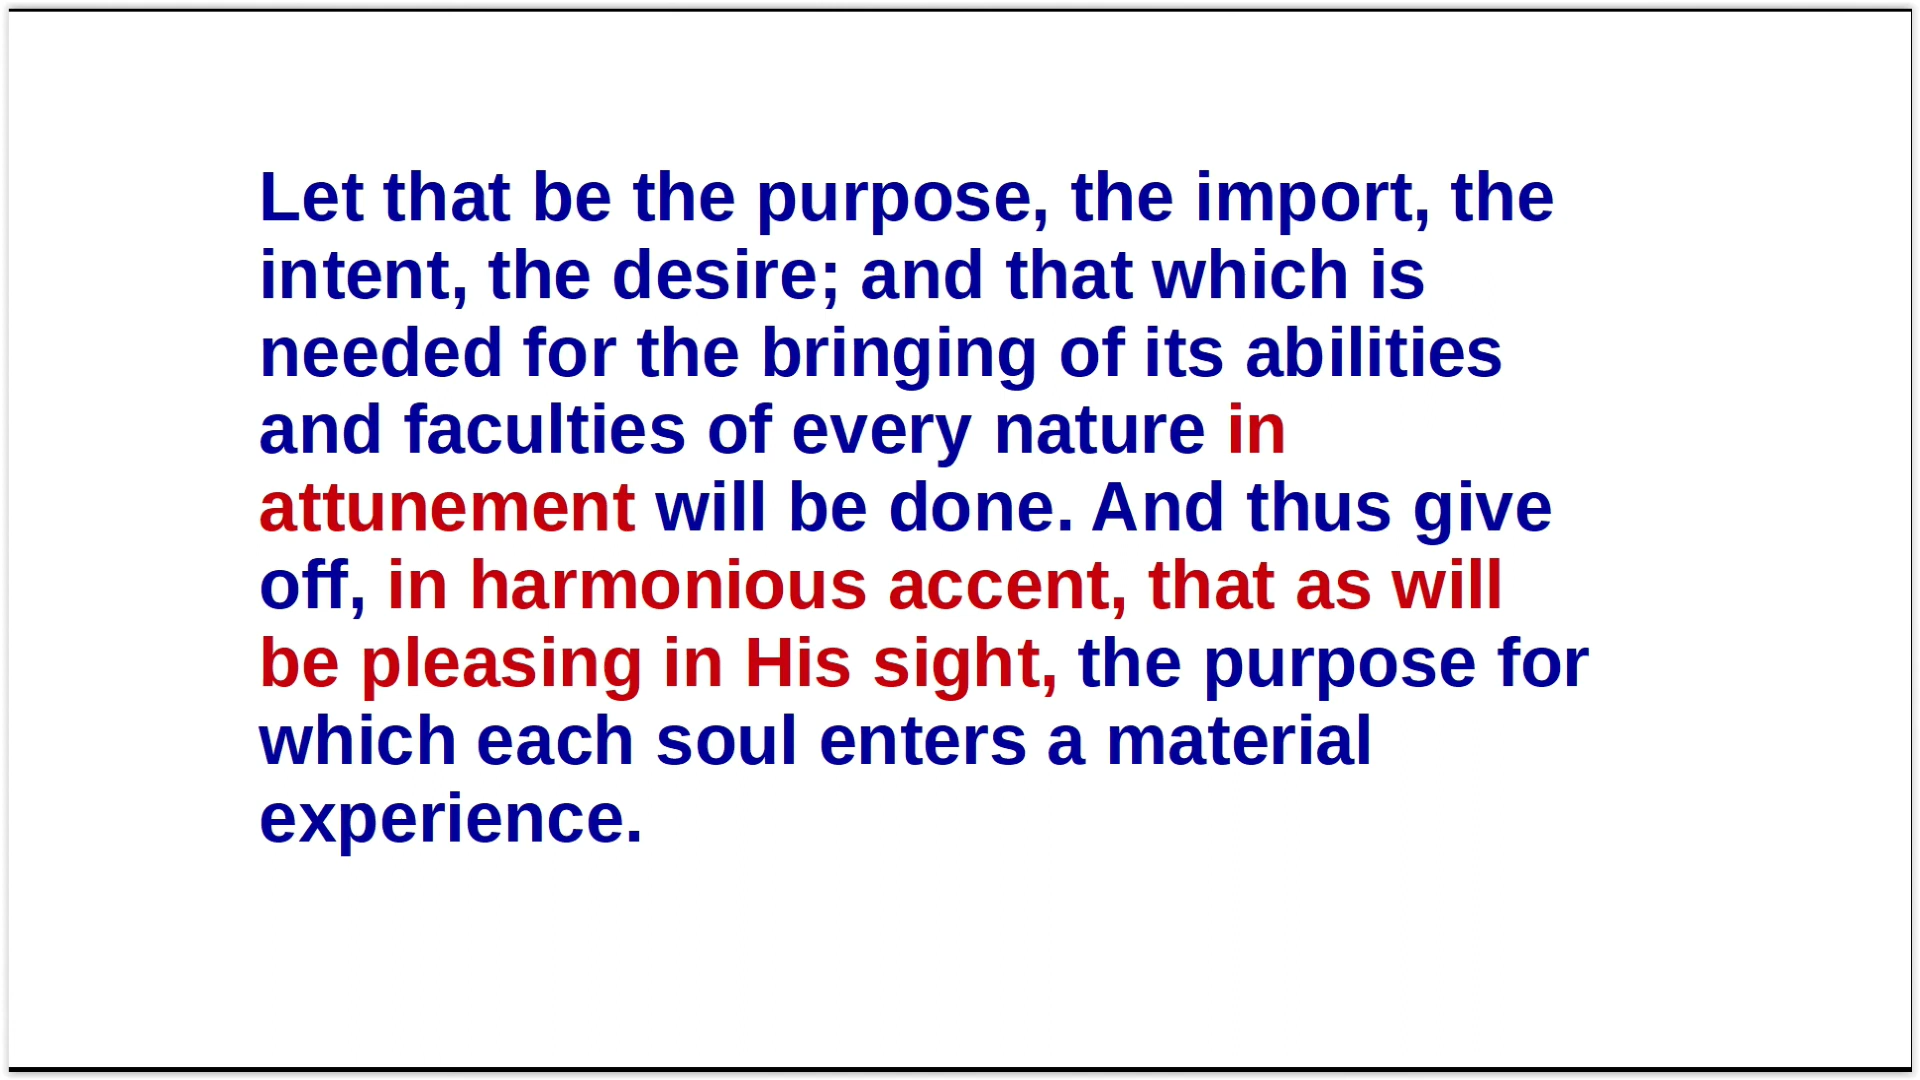 Let that be the purpose, the import, the
intent, the desire; and that which is
needed for the bringing of its abilities
and faculties of every nature in
attunement will be done. And thus give
off, in harmonious accent, that as will
be pleasing in His sight, the purpose for
which each soul enters a material
experience.